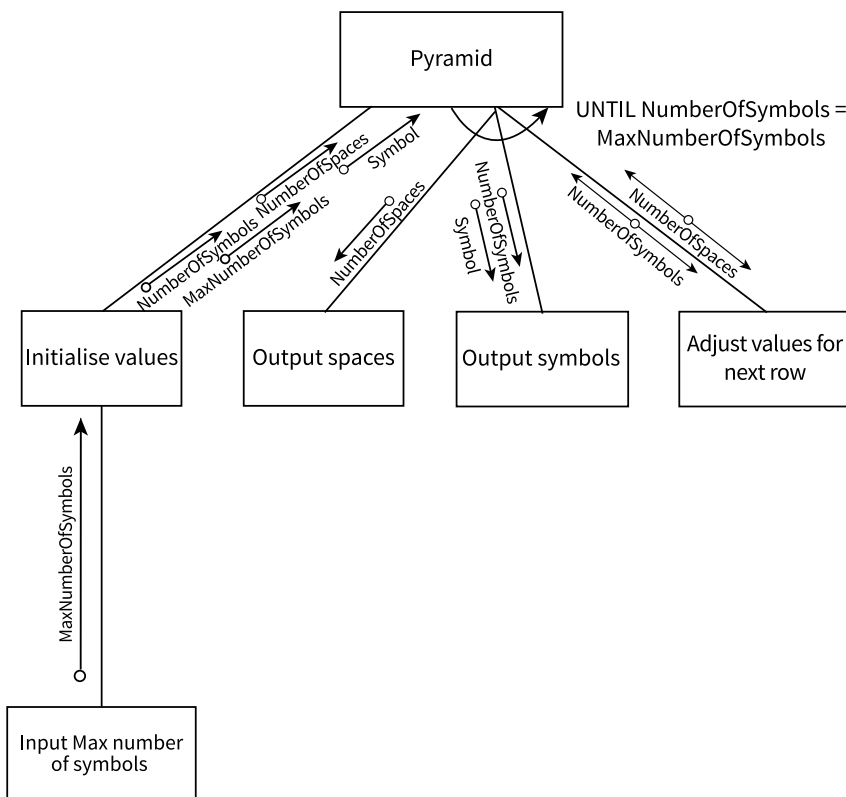 Pyramid
UNTIL NumberOfSymbols =
MaxNumberOfSymbols
NumberOfSymbols
NumberOfSpaces
Symbol
MaxNumberOfSymbols
NumberOfSpaces
Symbol
NumberOfSymbols
NumberOfSymbols
NumberOfSpaces
Initialise values
Output spaces
Output symbols
Adjust values for
next row
MaxNumberOfSymbols
Input Max number
of symbols